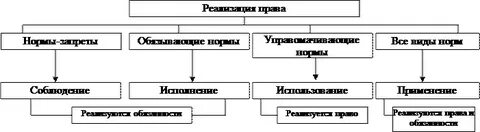 Реализация права
Нормы-запреты
Обязывающие нормы
Управомачивающие
нормы
Все виды норм
Соблюдение
Исполнение
Использование
Применение
Реализуются обязанности
Реализуется право
Реализуются права и
обязанности